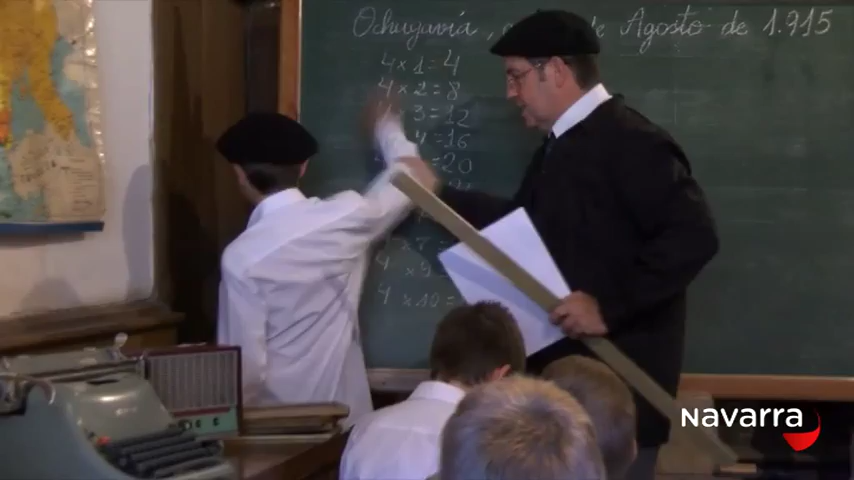 Ochagavía, de Agosto de 1.915
4 x 1 = 4
4 x 2 = 8
3 = 12
4 = 16
= 20
x 7
4 x 9
4 x 10 =
NAVARRA